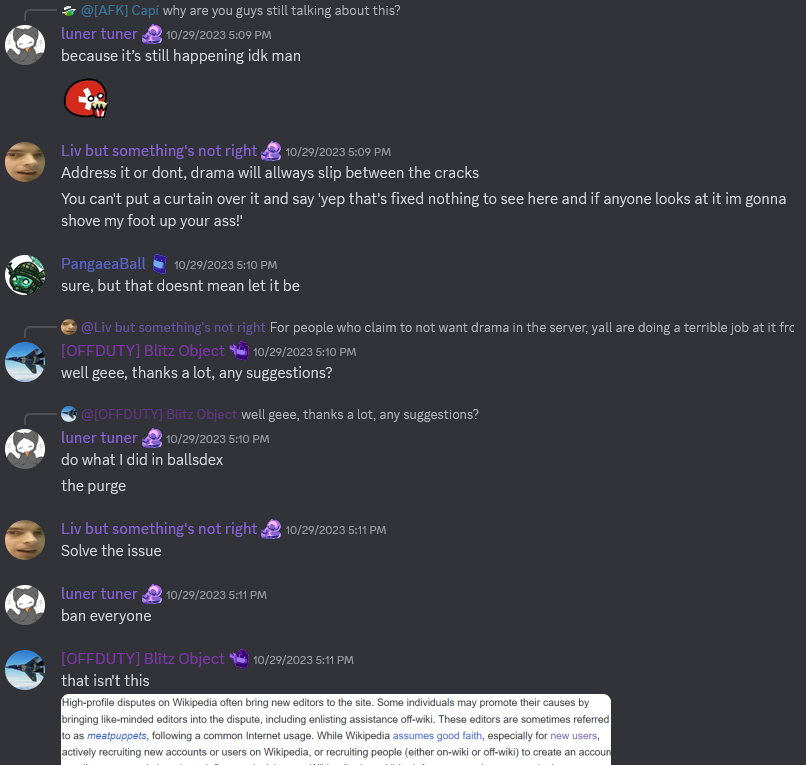 @[AFK] Capí why are you guys still talking about this?
luner tuner 10/29/2023 5:09 PM
because it’s still happening idk man
Liv but something's not right 10/29/2023 5:09 PM
Address it or dont, drama will allways slip between the cracks
You can't put a curtain over it and say 'yep that's fixed nothing to see here and if anyone looks at it im gonna
shove my foot up your ass!'
PangaeaBall 10/29/2023 5:10 PM
sure, but that doesnt mean let it be
@Liv but something's not right For people who claim to not want drama in the server, yall are doing a terrible job at it
[OFFDUTY] Blitz Object 10/29/2023 5:10 PM
well geee, thanks a lot, any suggestions?
@[OFFDUTY] Blitz Object well geee, thanks a lot, any suggestions?
luner tuner 10/29/2023 5:10 PM
do what I did in ballsdex
the purge
Liv but something's not right 10/29/2023 5:11 PM
Solve the issue
luner tuner 10/29/2023 5:11 PM
ban everyone
[OFFDUTY] Blitz Object 10/29/2023 5:11 PM
that isn't this
High-profile disputes on Wikipedia often bring new editors to the site. Some individuals may promote their causes by
bringing like-minded editors into the dispute, including enlisting assistance off-wiki. These editors are sometimes referred
to as meatpuppets, following a common Internet usage. While Wikipedia assumes good faith, especially for new users,
actively recruiting new accounts or users on Wikipedia, or recruiting people (either on-wiki or off-wiki) to create an accoun